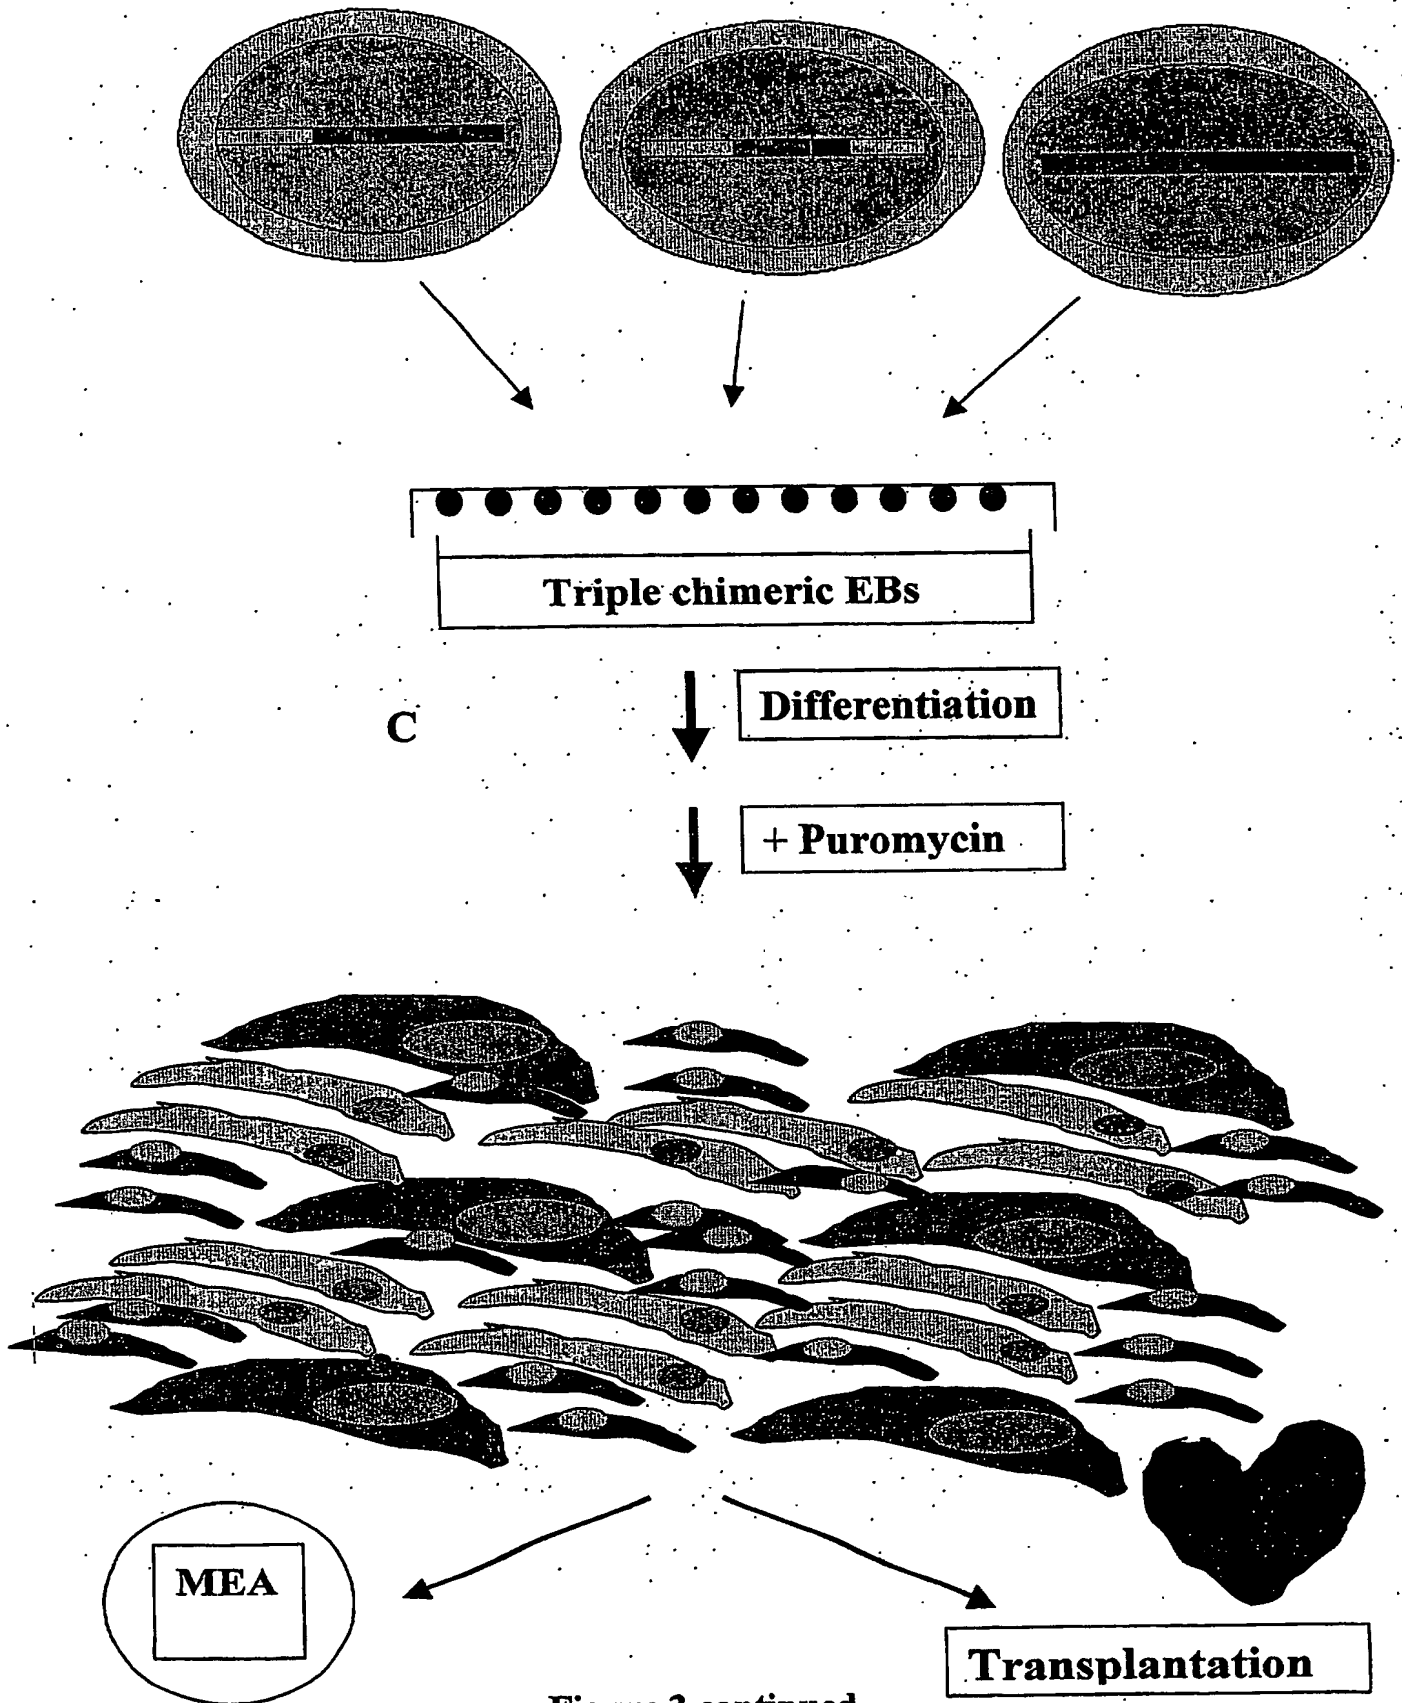 Triple chimeric EBs
Differentiation
C
+ Puromycin
MEA
Transplantation
Figure 3 continued